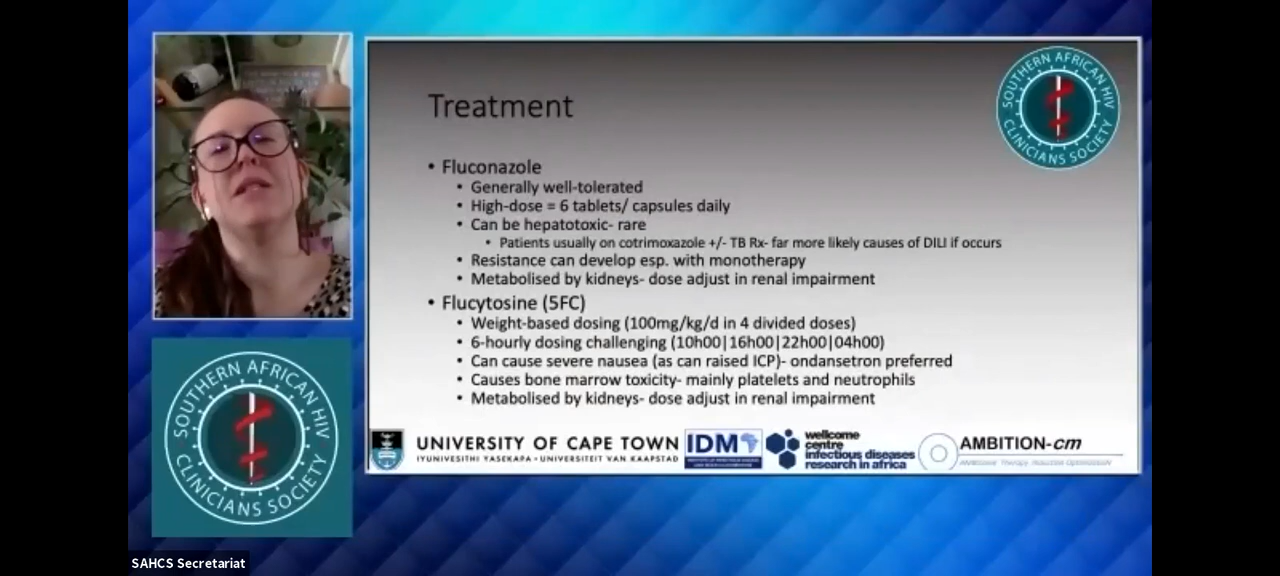 Treatment
• Fluconazole
• Generally well-tolerated
• High-dose = 6 tablets/ capsules daily
• Can be hepatotoxic- rare
• Patients usually on cotrimoxazole +/- TB Rx- far more likely causes of DILI if occurs
• Resistance can develop esp. with monotherapy
• Metabolised by kidneys- dose adjust in renal impairment
• Flucytosine (5FC)
• Weight-based dosing (100mg/kg/d in 4 divided doses)
• 6-hourly dosing challenging (10h00|16h00|22h00|04h00)
• Can cause severe nausea (as can raised ICP)- ondansetron preferred
• Causes bone marrow toxicity- mainly platelets and neutrophils
• Metabolised by kidneys- dose adjust in renal impairment
SOUTHERN AFRICAN HIV
CLINICIANS SOCIETY
UNIVERSITY OF CAPE TOWN
IYUNIVESITHI YASEKAPA • UNIVERSITEIT VAN KAAPSTAD
IDM
wellcome
centre
infectious diseases
research in africa
AMBITION-cm
SOUTHERN AFRICAN HIV
CLINICIANS SOCIETY
SAHCS Secretariat